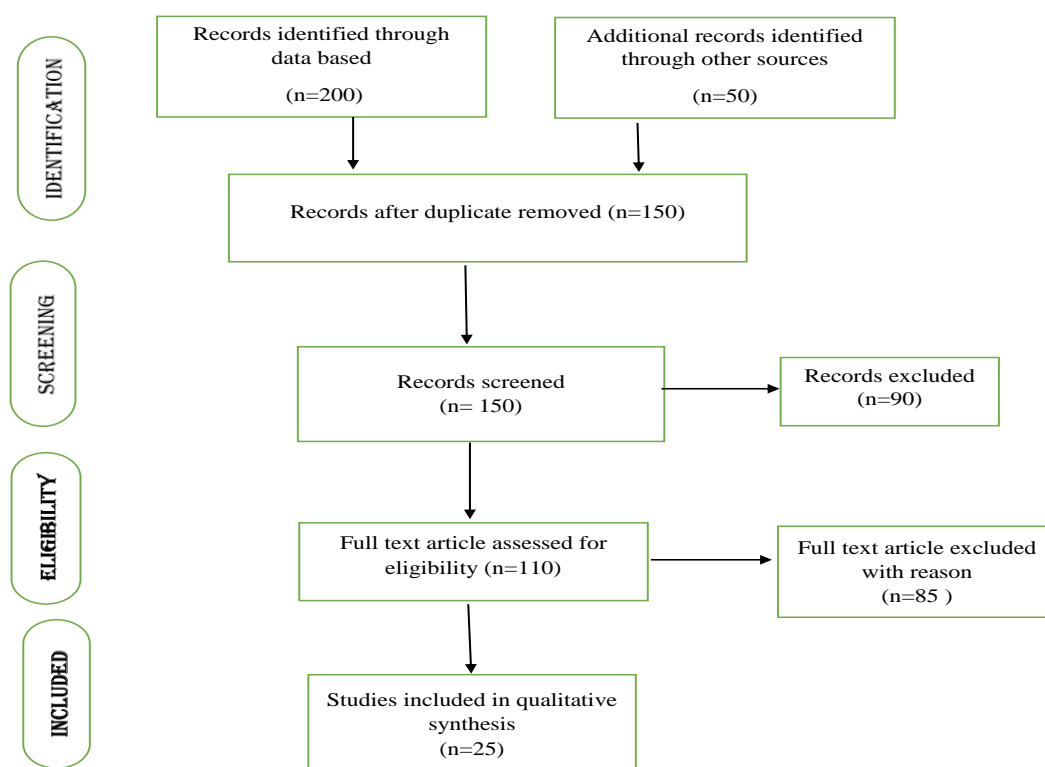 IDENTIFICATION
Records identified through
data based
(n=200)
Additional records identified
through other sources
(n=50)
Records after duplicate removed (n=150)
SCREENING
Records screened
(n= 150)
Records excluded
(n=90)
ELIGIBILITY
Full text article assessed for
eligibility (n=110)
Full text article excluded
with reason
(n=85 )
INCLUDED
Studies included in qualitative
synthesis
(n=25)